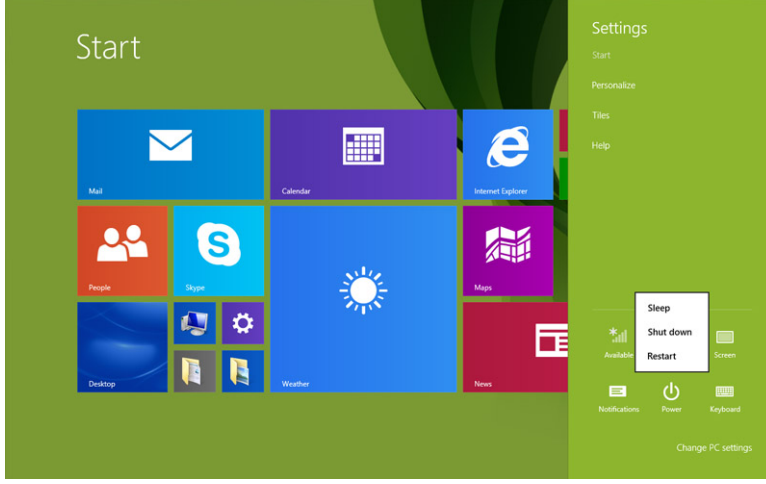 Start
Mail
Calendar
Internet Explorer
People
Skype
Maps
Desktop
Weather
News
Settings
Start
Personalize
Tiles
Help
Sleep
Shut down
Restart
Available
Screen
Notifications
Power
Keyboard
Change PC settings